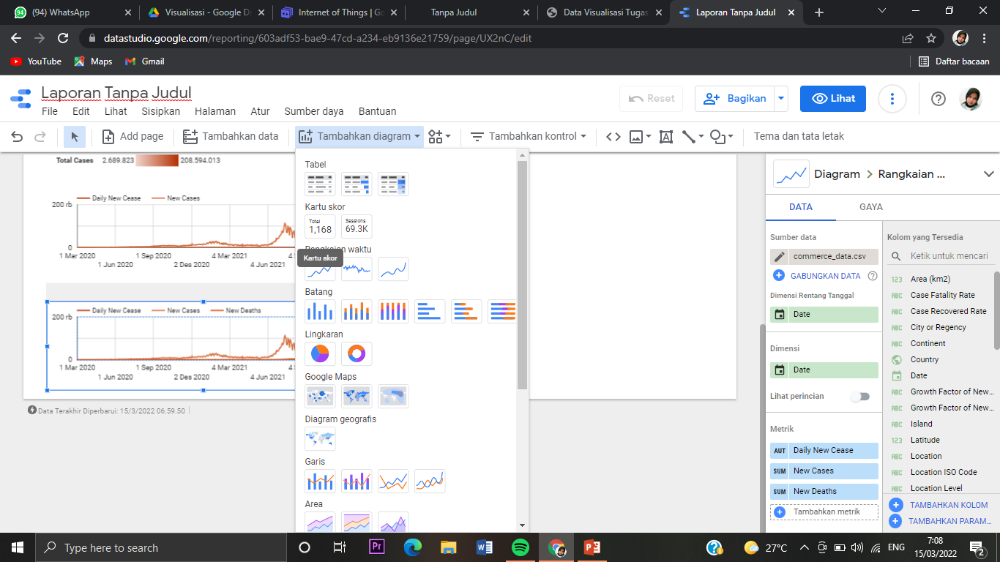 (94) WhatsApp
Visualisasi - Google Dr
Internet of Things | Go
Tanpa Judul
Data Visualisasi Tugas
Laporan Tanpa Judul
datastudio.google.com/reporting/603adf53-bae9-47cd-a234-eb9136e21759/page/UX2nC/edit
YouTube
Maps
Gmail
Daftar bacaan
Laporan Tanpa Judul
Reset
Bagikan
Lihat
File Edit Lihat Sisipkan Halaman Atur Sumber daya Bantuan
Add page
Tambahkan data
Tambahkan diagram
Tambahkan kontrol
Tema dan tata letak
Total Cases 2.689.823 208.594.013
Daily New Cease New Cases
200 rb
0
1 Mar 2020 1 Sep 2020 4 Mar 2021
1 Jun 2020 2 Des 2020 4 Jun 2021
Daily New Cease New Cases New Deaths
200 rb
0
1 Mar 2020 1 Sep 2020 4 Mar 2021
1 Jun 2020 2 Des 2020 4 Jun 2021
Data Terakhir Diperbarui: 15/3/2022 06.59.50
Tabel
Kartu skor
Total
1,168
Sessions
69.3K
waktu
Kartu skor
Batang
Lingkaran
Google Maps
Diagram geografis
Garis
Area
Diagram > Rangkaian ...
DATA
GAYA
Sumber data
commerce_data.csv
GABUNGKAN DATA
Dimensi Rentang Tanggal
Date
Dimensi
Date
Lihat perincian
Metrik
AUT Daily New Cease
SUM New Cases
SUM New Deaths
Tambahkan metrik
Kolom yang Tersedia
Ketik untuk mencari
123 Area (km2)
ABC Case Fatality Rate
ABC Case Recovered Rate
ABC City or Regency
ABC Continent
Country
Date
ABC Growth Factor of New...
ABC Growth Factor of New...
ABC Island
123 Latitude
ABC Location
ABC Location ISO Code
ABC Location Level
TAMBAHKAN KOLOM
TAMBAHKAN PARAM...
Type here to search
27°C
ENG
7:08
15/03/2022
2